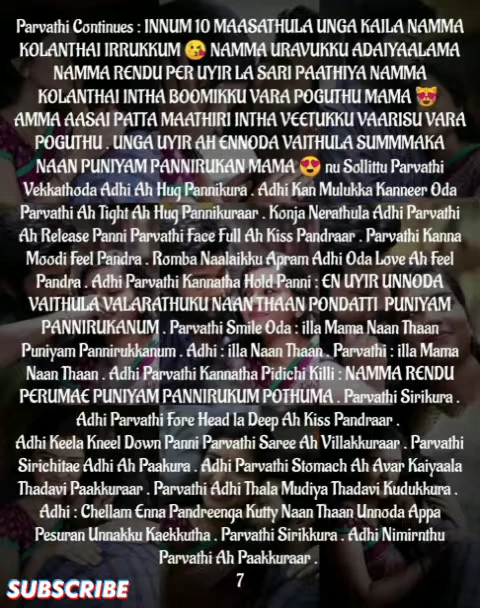 Parvathi Continues : INNUM 10 MAASATHULA UNGA KAILA NAMMA
KOLANTHAI IRRUKKUM 😘 NAMMA URAVUKKU ADAIYAALAMA
NAMMA RENDU PER UYIR LA SARI PAATHIYA NAMMA
KOLANTHAI INTHA BOOMIKKU VARA POGUTHU MAMA 😻
AMMA AASAI PATTA MAATHIRI INTHA VEETUKKU VAARISU VARA
POGUTHU . UNGA UYIR AH ENNODA VAITHULA SUMMMAKA
NAAN PUNIYAM PANNIRUKAN MAMA 😍 nu Sollittu Parvathi
Vekkathoda Adhi Ah Hug Pannikura . Adhi Kan Mulukka Kanneer Oda
Parvathi Ah Tight Ah Hug Pannikuraar . Konja Nerathula Adhi Parvathi
Ah Release Panni Parvathi Face Full Ah Kiss Pandraar . Parvathi Kanna
Moodi Feel Pandra . Romba Naalaikku Apram Adhi Oda Love Ah Feel
Pandra . Adhi Parvathi Kannatha Hold Panni : EN UYIR UNNODA
VAITHULA VALARATHUKU NAAN THAAN PONDATTI PUNIYAM
PANNIRUKANUM . Parvathi Smile Oda : illa Mama Naan Thaan
Puniyam Pannirukkanum . Adhi : illa Naan Thaan . Parvathi : illa Mama
Naan Thaan . Adhi Parvathi Kannatha Pidichi Killi : NAMMA RENDU
PERUMAE PUNIYAM PANNIRUKUM POTHUMA . Parvathi Sirikura .
Adhi Parvathi Fore Head la Deep Ah Kiss Pandraar .
Adhi Keela Kneel Down Panni Parvathi Saree Ah Villakkuraar . Parvathi
Sirichitae Adhi Ah Paakura . Adhi Parvathi Stomach Ah Avar Kaiyaala
Thadavi Paakkuraar . Parvathi Adhi Thala Mudiya Thadavi Kudukkura .
Adhi : Chellam Enna Pandreenga Kutty Naan Thaan Unnoda Appa
Pesuran Unnakku Kaekkutha . Parvathi Sirikkura . Adhi Nimirnthu
Parvathi Ah Paakkuraar .
7
SUBSCRIBE